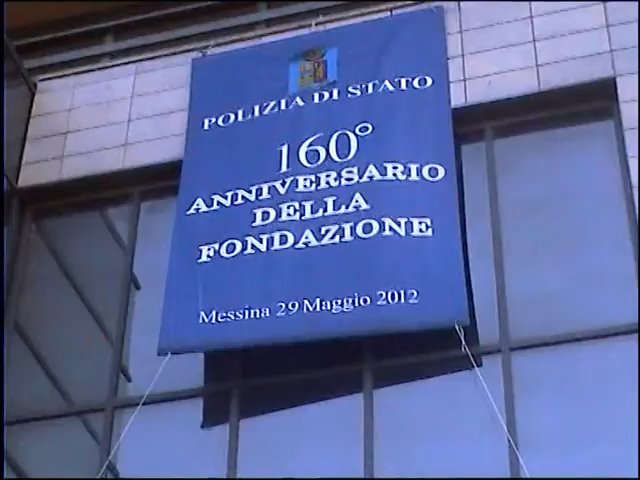 POLIZIA DI STATO
160°
ANNIVERSARIO
DELLA
FONDAZIONE
Messina 29 Maggio 2012